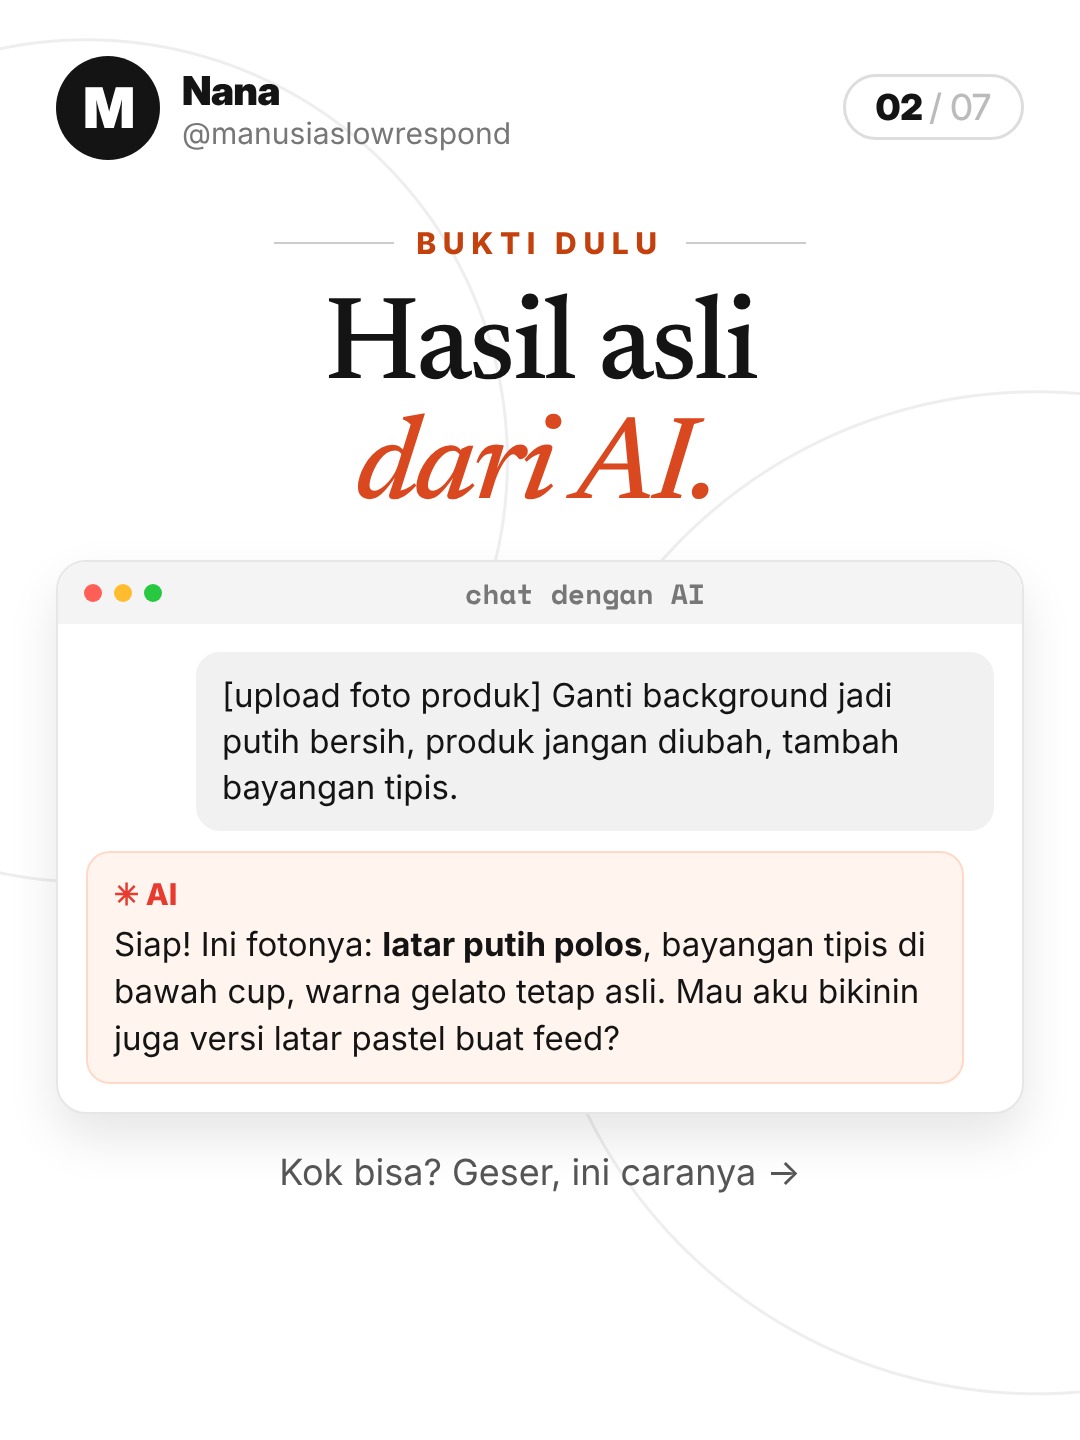 M
Nana
@manusiaslowrespond
02 / 07
BUKTI DULU
Hasil asli
dari AI.
chat dengan AI
[upload foto produk] Ganti background jadi
putih bersih, produk jangan diubah, tambah
bayangan tipis.
✳ AI
Siap! Ini fotonya: latar putih polos, bayangan tipis di
bawah cup, warna gelato tetap asli. Mau aku bikinin
juga versi latar pastel buat feed?
Kok bisa? Geser, ini caranya →